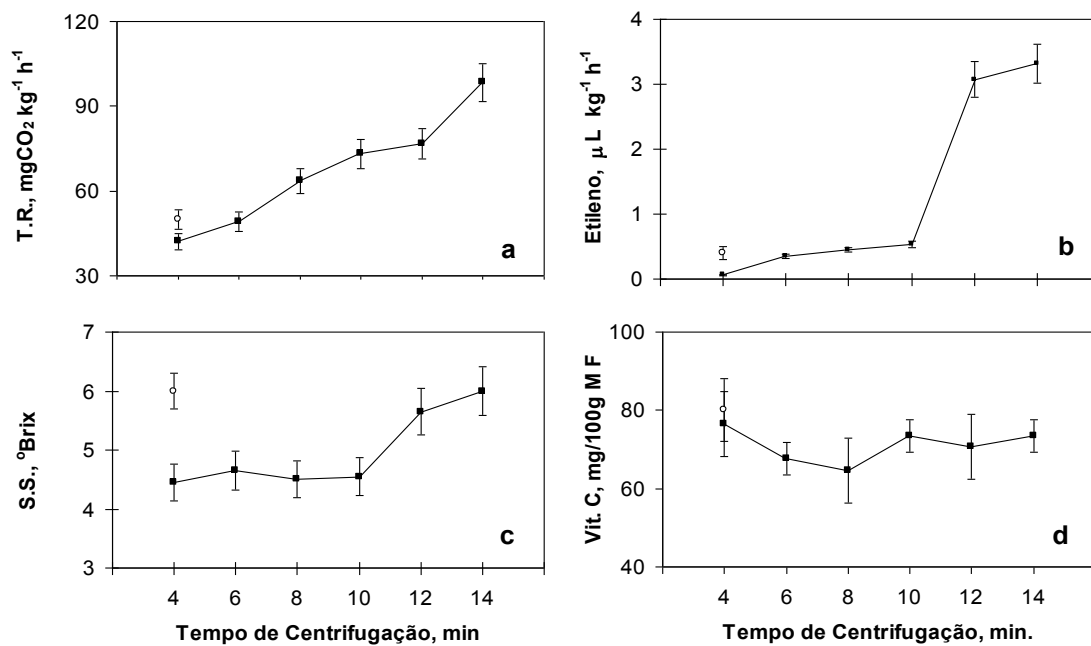 T.R., mgCO₂ kg⁻¹ h⁻¹
120
90
60
30
a
Etileno, µL kg⁻¹ h⁻¹
4
3
2
1
0
b
S.S., ºBrix
7
6
5
4
3
c
4 6 8 10 12 14
Tempo de Centrifugação, min
Vit. C, mg/100g M F
100
80
60
40
d
4 6 8 10 12 14
Tempo de Centrifugação, min.